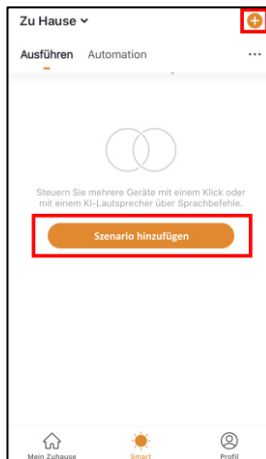 Zu Hause
Ausführen Automation
Steuern Sie mehrere Geräte mit einem Klick oder
mit einem KI-Lautsprecher über Sprachbefehle.
Szenario hinzufügen
Mein Zuhause Smart Profil